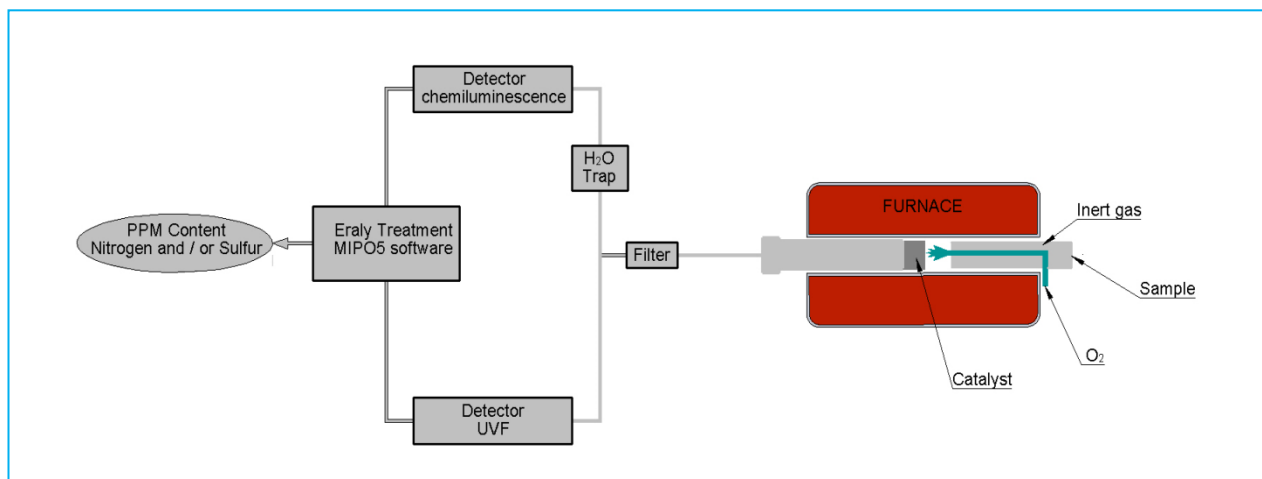 Detector
chemiluminescence
H₂O
Trap
FURNACE
Inert gas
PPM Content
Nitrogen and / or Sulfur
Eraly Treatment
MIPO5 software
Filter
Sample
O₂
Catalyst
Detector
UVF